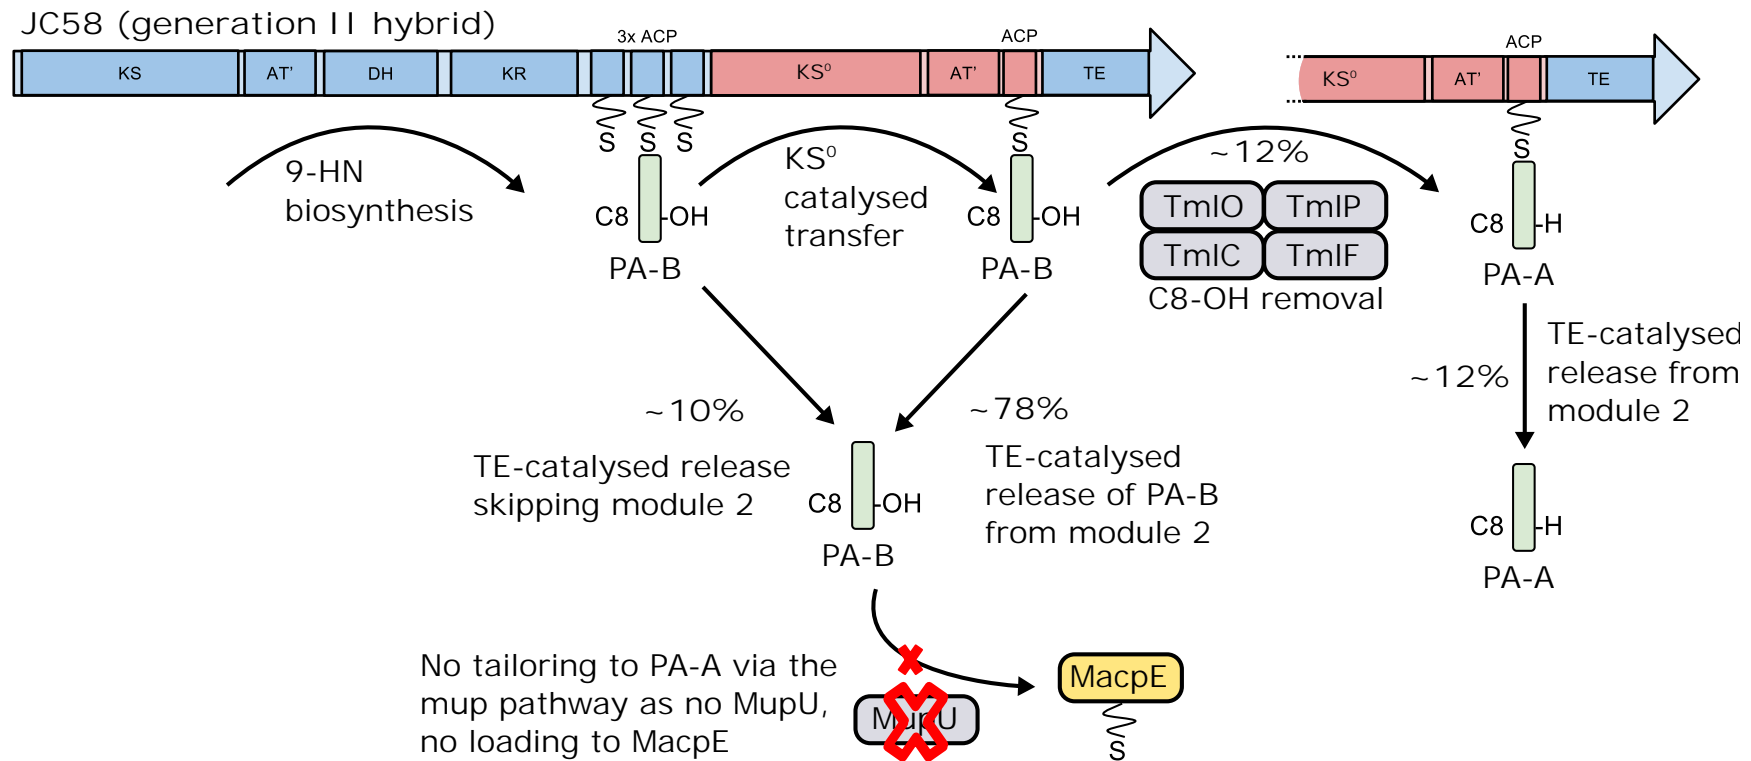 JC58 (generation II hybrid)
3x ACP
ACP
ACP
KS
AT'
DH
KR
KS⁰
AT'
TE
KS⁰
AT'
TE
S
S
S
S
S
9-HN
biosynthesis
KS⁰
catalysed
transfer
~12%
TmlO
TmlP
TmlC
TmlF
C8-OH removal
C8
-OH
PA-B
C8
-OH
PA-B
C8
-H
PA-A
~10%
TE-catalysed release
skipping module 2
~78%
TE-catalysed
release of PA-B
from module 2
~12%
TE-catalysed
release from
module 2
C8
-OH
PA-B
C8
-H
PA-A
No tailoring to PA-A via the
mup pathway as no MupU,
no loading to MacpE
MupU
MacpE
S